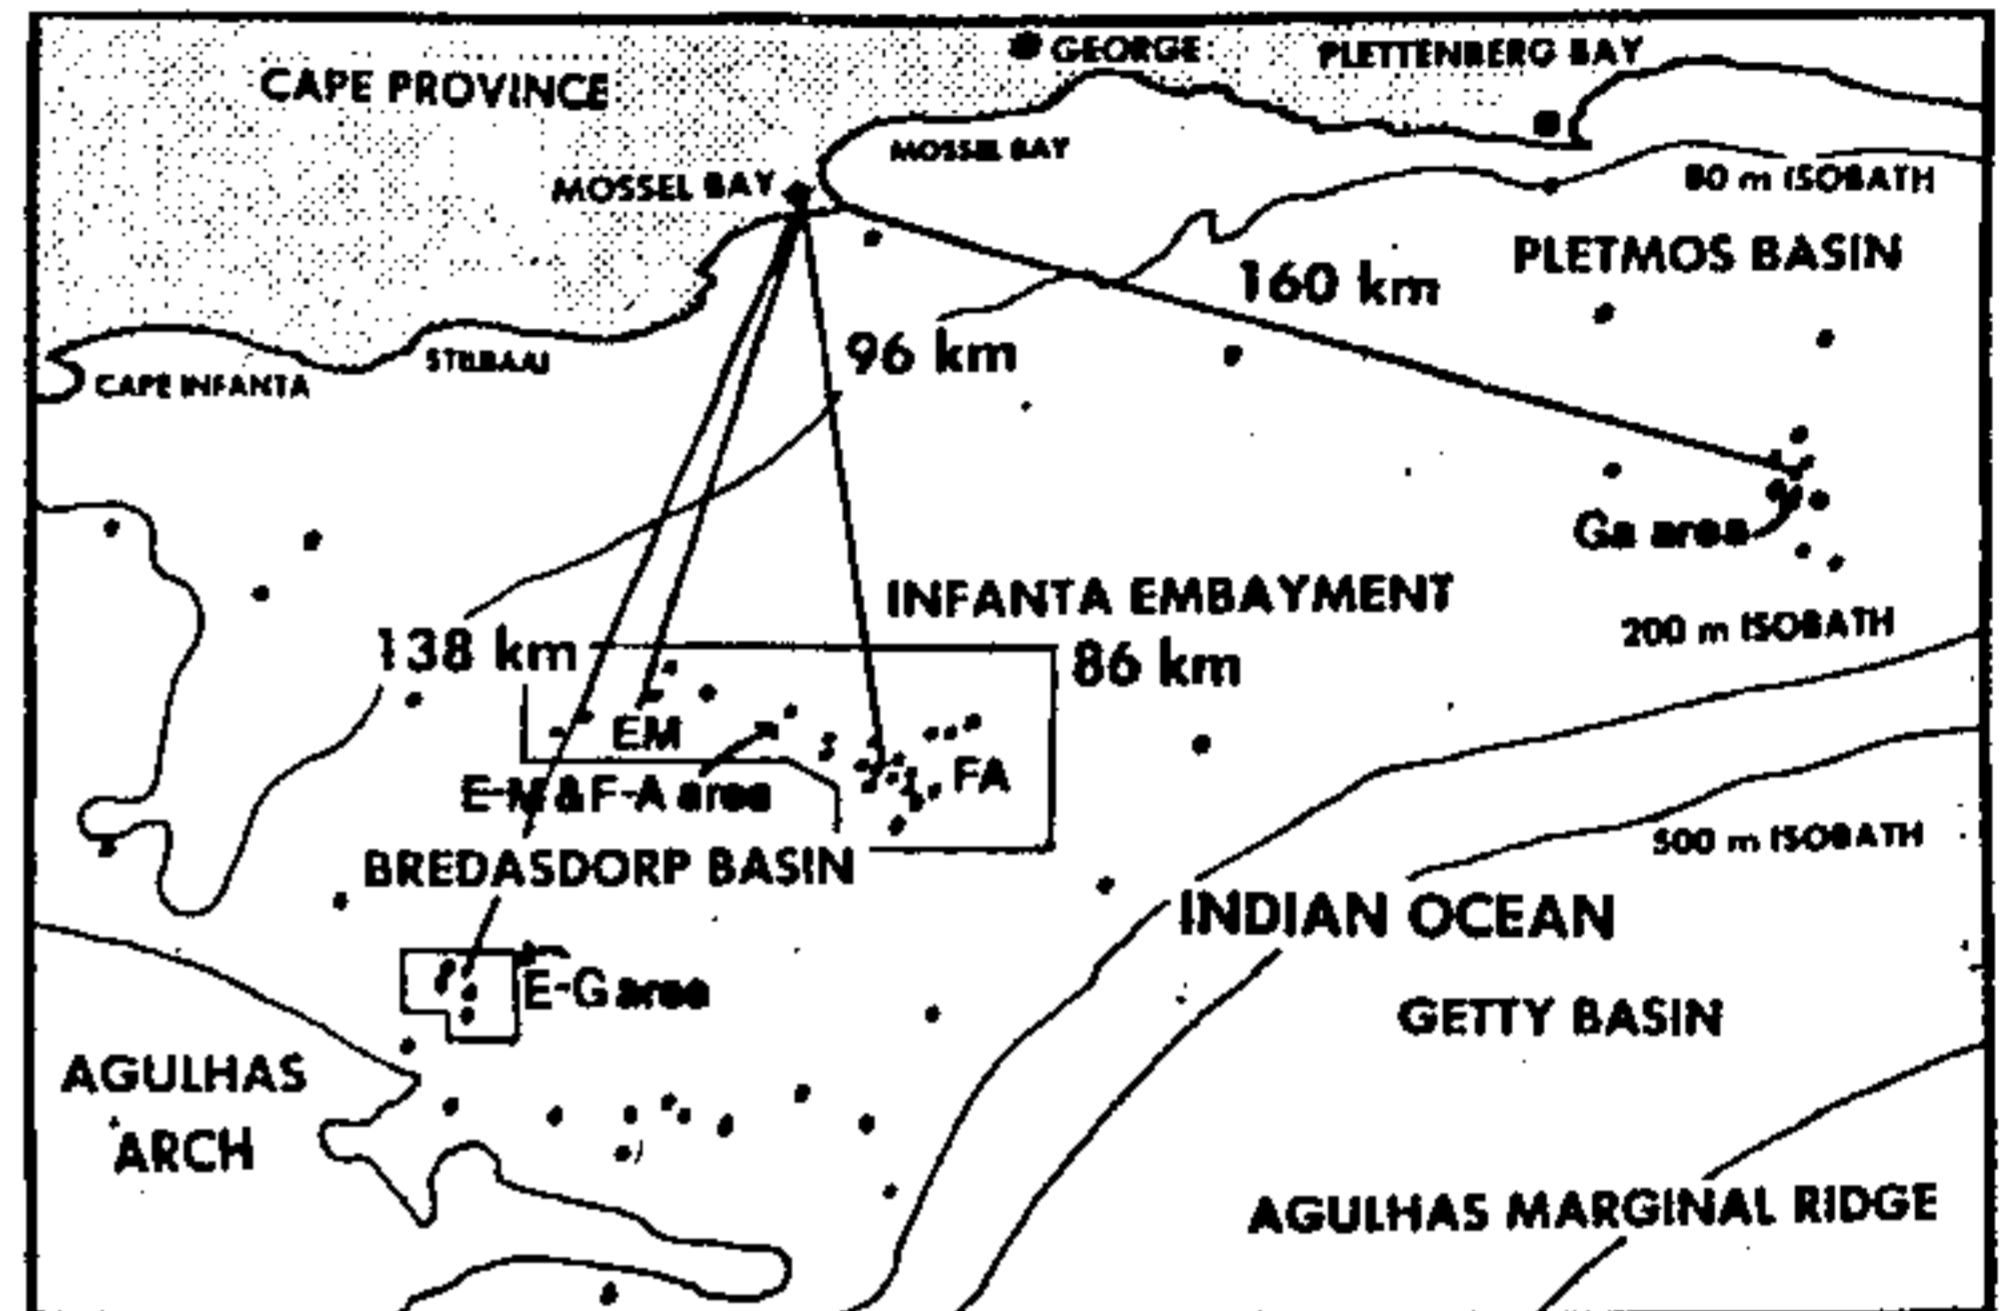 GEORGE
PLETTENBERG BAY
CAPE PROVINCE
MOSSEL BAY
MOSSEL BAY
80 m ISOBATH
PLETMOS BASIN
160 km
96 km
STILBAAI
CAPE INFANTA
Ga area
INFANTA EMBAYMENT
200 m ISOBATH
138 km
86 km
EM
FA
E-M & F-A area
500 m ISOBATH
BREDASDORP BASIN
INDIAN OCEAN
E-G area
GETTY BASIN
AGULHAS
ARCH
AGULHAS MARGINAL RIDGE